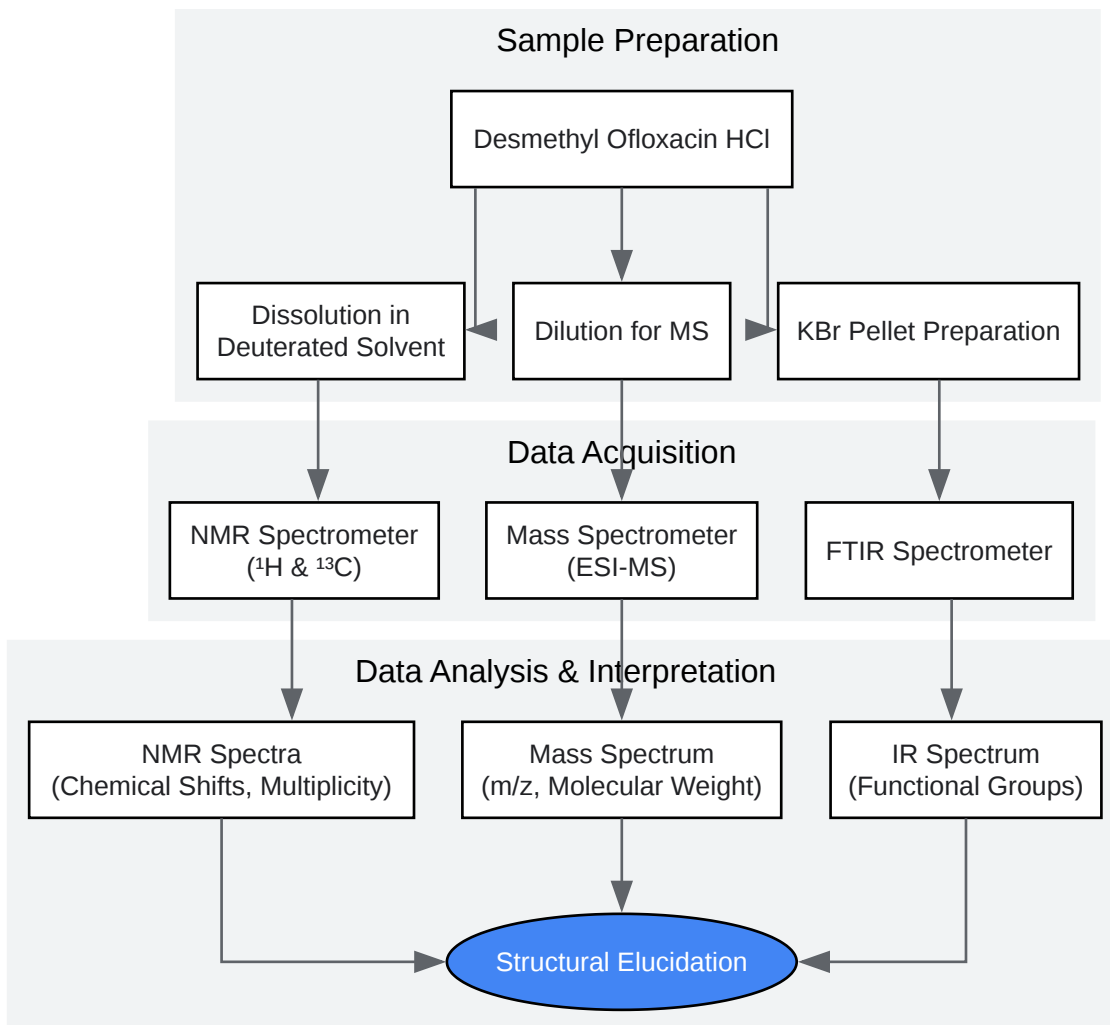 Sample Preparation
Desmethyl Ofloxacin HCl
Dissolution in
Deuterated Solvent
Dilution for MS
KBr Pellet Preparation
Data Acquisition
NMR Spectrometer
(¹H & ¹³C)
Mass Spectrometer
(ESI-MS)
FTIR Spectrometer
Data Analysis & Interpretation
NMR Spectra
(Chemical Shifts, Multiplicity)
Mass Spectrum
(m/z, Molecular Weight)
IR Spectrum
(Functional Groups)
Structural Elucidation